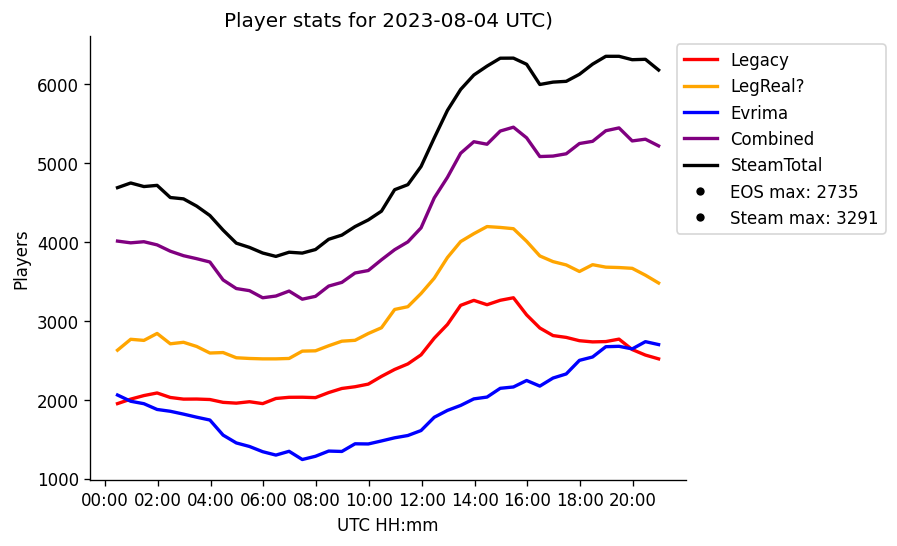 Player stats for 2023-08-04 UTC)
Legacy
LegReal?
Evrima
Combined
SteamTotal
EOS max: 2735
Steam max: 3291
Players
6000
5000
4000
3000
2000
1000
00:00 02:00 04:00 06:00 08:00 10:00 12:00 14:00 16:00 18:00 20:00
UTC HH:mm